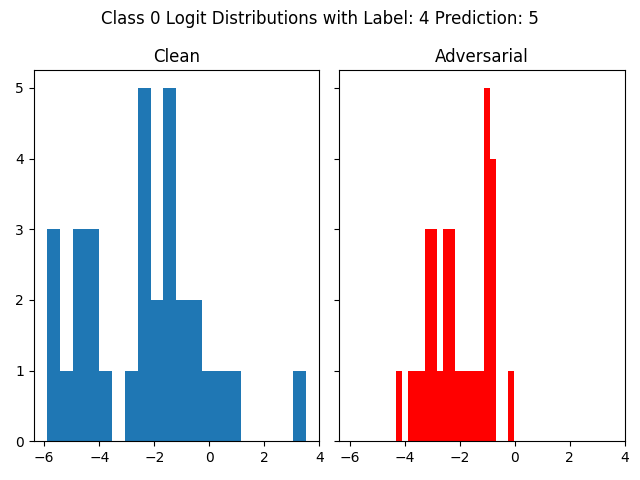 Class 0 Logit Distributions with Label: 4 Prediction: 5
Clean
Adversarial
5
4
3
2
1
0
−6 −4 −2 0 2 4
−6 −4 −2 0 2 4